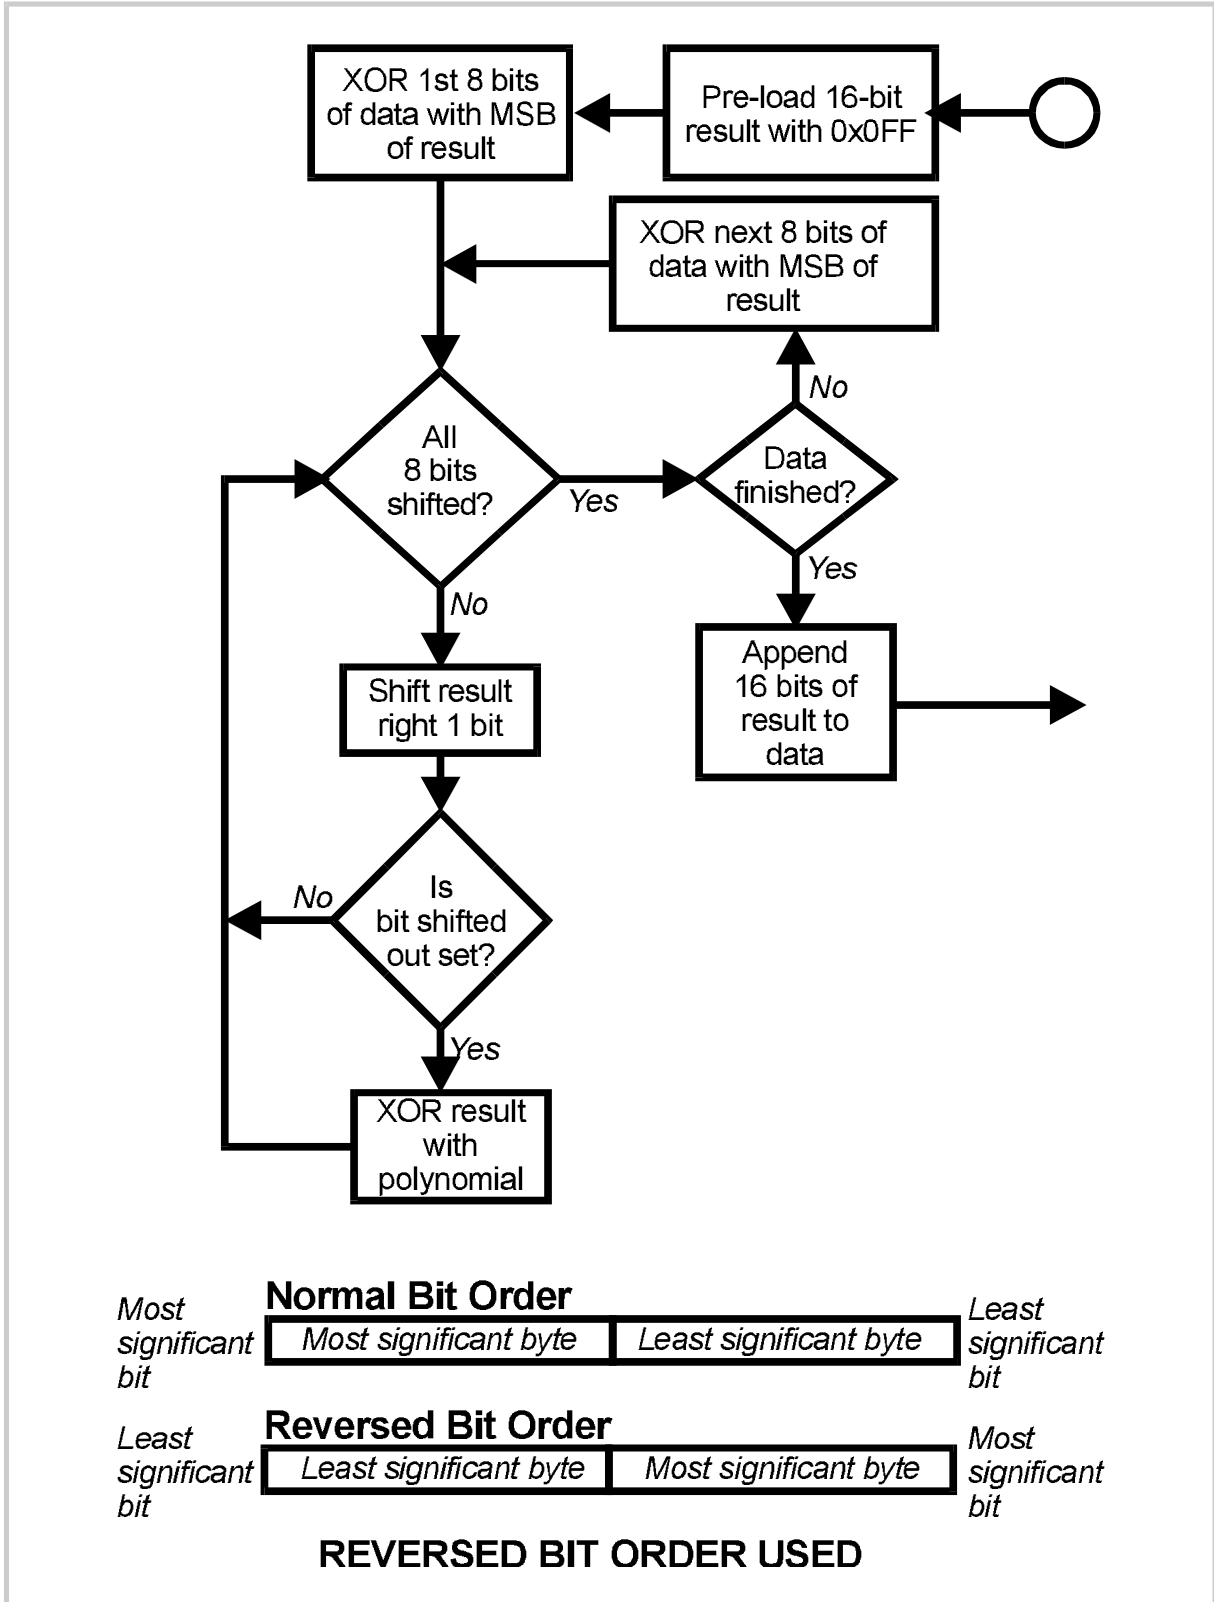 XOR 1st 8 bits
of data with MSB
of result
Pre-load 16-bit
result with 0x0FF
XOR next 8 bits of
data with MSB of
result
No
All
8 bits
shifted?
Yes
Data
finished?
Yes
No
Append
16 bits of
result to
data
Shift result
right 1 bit
Is
bit shifted
out set?
No
Yes
XOR result
with
polynomial
Normal Bit Order
Most
significant
bit
Most significant byte
Least significant byte
Least
significant
bit
Reversed Bit Order
Least
significant
bit
Least significant byte
Most significant byte
Most
significant
bit
REVERSED BIT ORDER USED